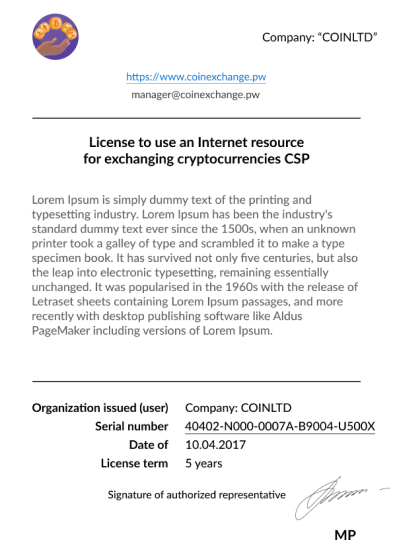 Company: “COINLTD”
https://www.coinexchange.pw
manager@coinexchange.pw
License to use an Internet resource
for exchanging cryptocurrencies CSP
Lorem Ipsum is simply dummy text of the printing and
typesetting industry. Lorem Ipsum has been the industry's
standard dummy text ever since the 1500s, when an unknown
printer took a galley of type and scrambled it to make a type
specimen book. It has survived not only five centuries, but also
the leap into electronic typesetting, remaining essentially
unchanged. It was popularised in the 1960s with the release of
Letraset sheets containing Lorem Ipsum passages, and more
recently with desktop publishing software like Aldus
PageMaker including versions of Lorem Ipsum.
Organization issued (user) Company: COINLTD
Serial number 40402-N000-0007A-B9004-U500X
Date of 10.04.2017
License term 5 years
Signature of authorized representative
MP